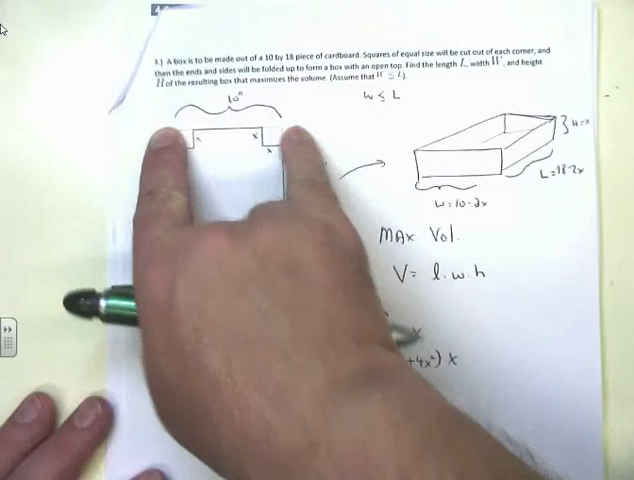 3.) A box is to be made out of a 10 by 18 piece of cardboard. Squares of equal size will be cut out of each corner, and
then the ends and sides will be folded up to form a box with an open top. Find the length L, width W, and height
H of the resulting box that maximizes the volume. (Assume that W ≤ L).
10"
W ≤ L
x
x
H=x
L=18-2x
W=10-2x
MAX Vol.
V= l.w.h
x
+4x²) x